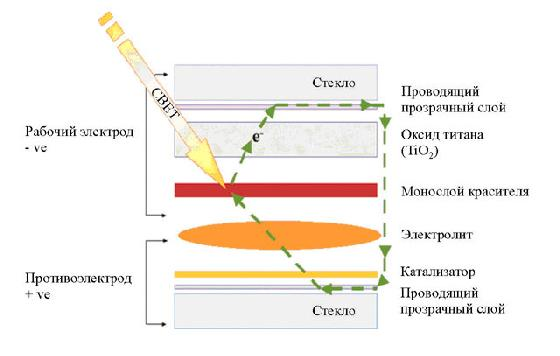 СВЕТ
Стекло
Проводящий
прозрачный слой
Рабочий электрод
- ve
e-
Оксид титана
(TiO2)
Монослой красителя
Электролит
Противоэлектрод
+ ve
Катализатор
Проводящий
прозрачный слой
Стекло